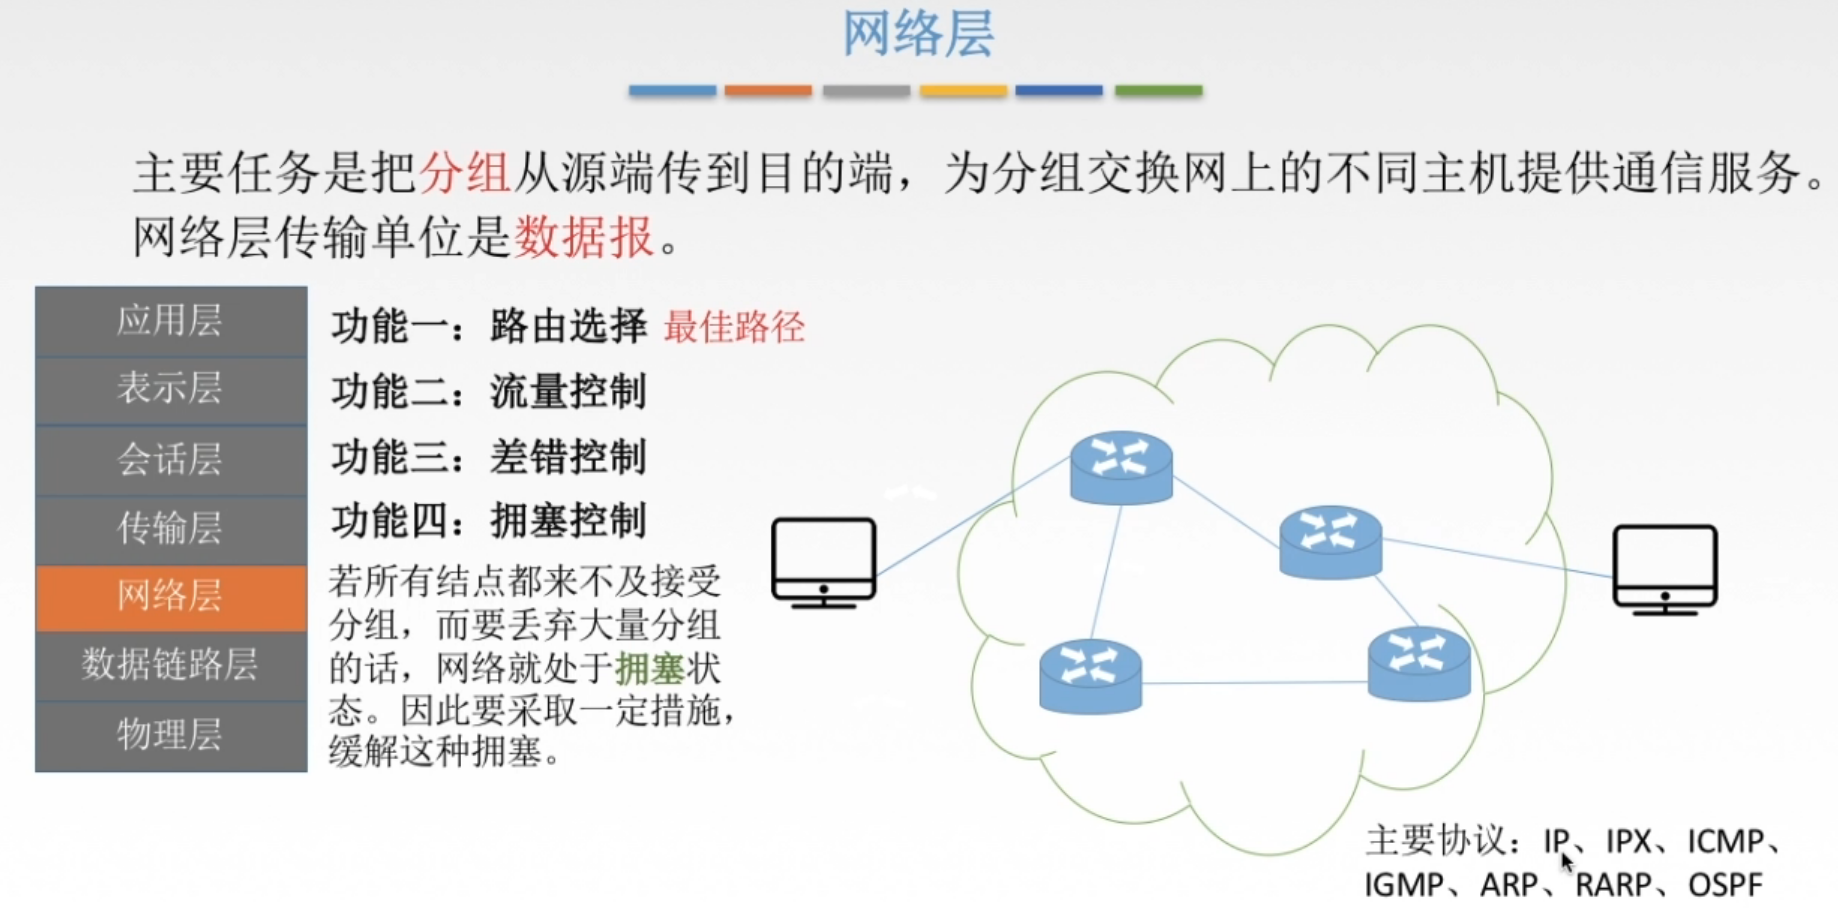 网络层
主要任务是把分组从源端传到目的端，为分组交换网上的不同主机提供通信服务。
网络层传输单位是数据报。
应用层
表示层
会话层
传输层
网络层
数据链路层
物理层
功能一：路由选择 最佳路径
功能二：流量控制
功能三：差错控制
功能四：拥塞控制
若所有结点都来不及接受
分组，而要丢弃大量分组
的话，网络就处于拥塞状
态。因此要采取一定措施，
缓解这种拥塞。
主要协议：IP、IPX、ICMP、
IGMP、ARP、RARP、OSPF